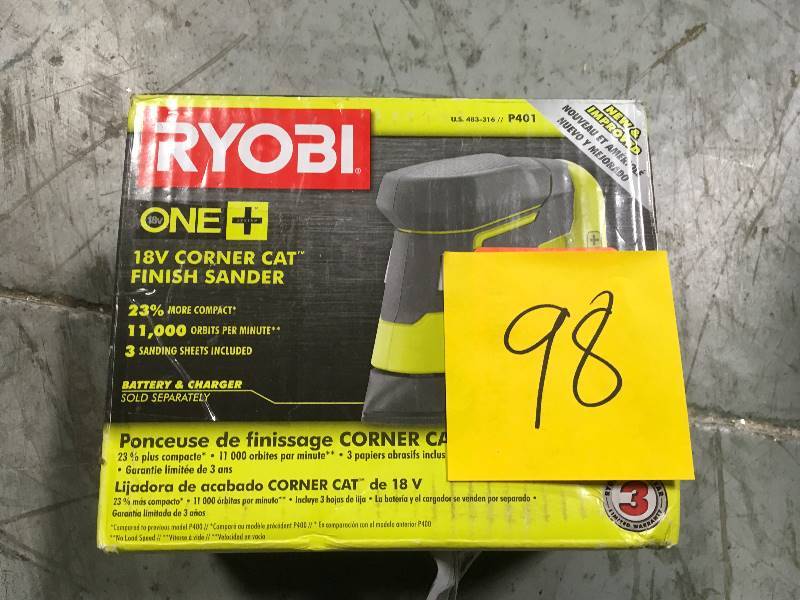 RYOBI
U.S. 483-316 // P401
NEW &
IMPROVED
NOUVEAU ET AMÉLIORÉ
NUEVO Y MEJORADO
18V ONE+
18V CORNER CAT™
FINISH SANDER
23% MORE COMPACT*
11,000 ORBITS PER MINUTE**
3 SANDING SHEETS INCLUDED
BATTERY & CHARGER
SOLD SEPARATELY
98
Ponceuse de finissage CORNER CA
23 % plus compacte* • 11 000 orbites par minute** • 3 papiers abrasifs inclus
• Garantie limitée de 3 ans
Lijadora de acabado CORNER CAT™ de 18 V
23 % más compacto* • 11 000 órbitas por minuto** • Incluye 3 hojas de lija • La batería y el cargador se venden por separado •
Garantía limitada de 3 años
3
LIMITED WARRANTY
*Compared to previous model P400 // *Comparé au modèle précédent P400 // * En comparación con el modelo anterior P400
**No Load Speed // **Vitesse à vide // **Velocidad en vacío